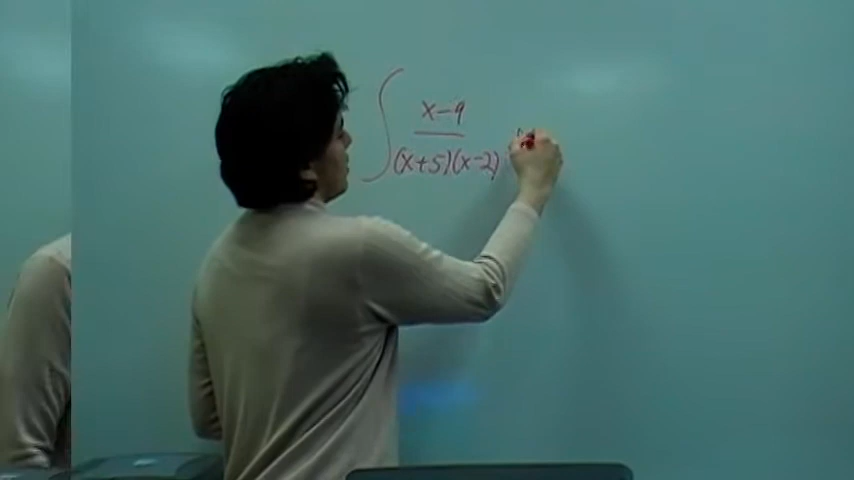 ∫ x-9
(x+5)(x-2)